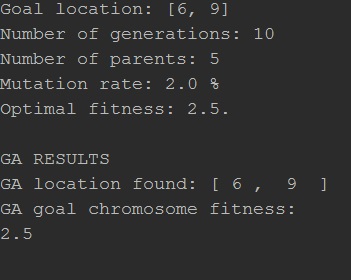 Goal location: [6, 9]
Number of generations: 10
Number of parents: 5
Mutation rate: 2.0 %
Optimal fitness: 2.5.
GA RESULTS
GA location found: [ 6 ,  9  ]
GA goal chromosome fitness:
2.5